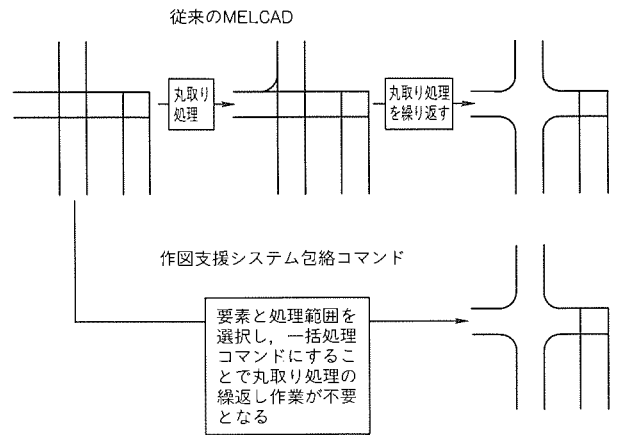 従来のMELCAD
丸取り
処理
丸取り処理
を繰り返す
作図支援システム包絡コマンド
要素と処理範囲を
選択し，一括処理
コマンドにするこ
とで丸取り処理の
繰返し作業が不要
となる